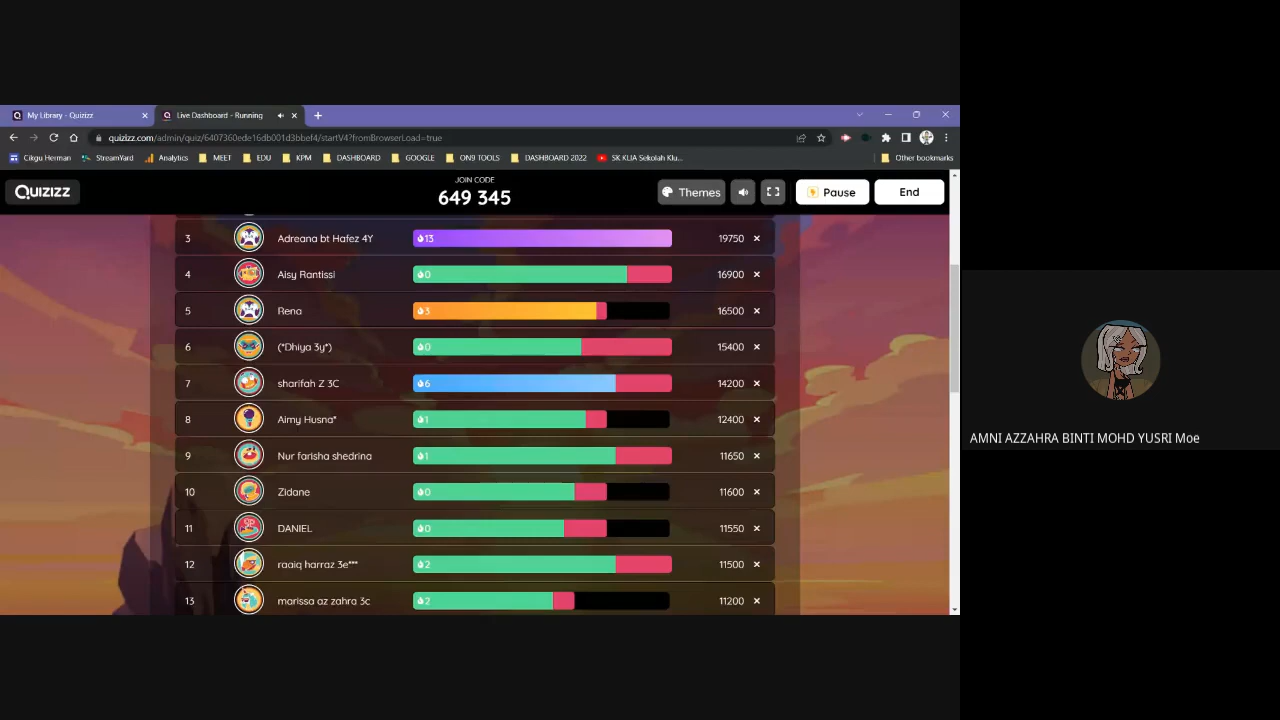 My Library - Quizizz
Live Dashboard - Running
quizizz.com/admin/quiz/6407360ede16db001d3bbef4/startV4?fromBrowserLoad=true
Cikgu Herman StreamYard Analytics MEET EDU KPM DASHBOARD GOOGLE ON9 TOOLS DASHBOARD 2022 SK KLIA Sekolah Klu... Other bookmarks
Quizizz
JOIN CODE
649 345
Themes
Pause
End
3 Adreana bt Hafez 4Y 13 19750
4 Aisy Rantissi 0 16900
5 Rena 3 16500
6 (*Dhiya 3y*) 0 15400
7 sharifah Z 3C 6 14200
8 Aimy Husna* 1 12400
9 Nur farisha shedrina 1 11650
10 Zidane 0 11600
11 DANIEL 0 11550
12 raaiq harraz 3e*** 2 11500
13 marissa az zahra 3c 2 11200
AMNI AZZAHRA BINTI MOHD YUSRI Moe